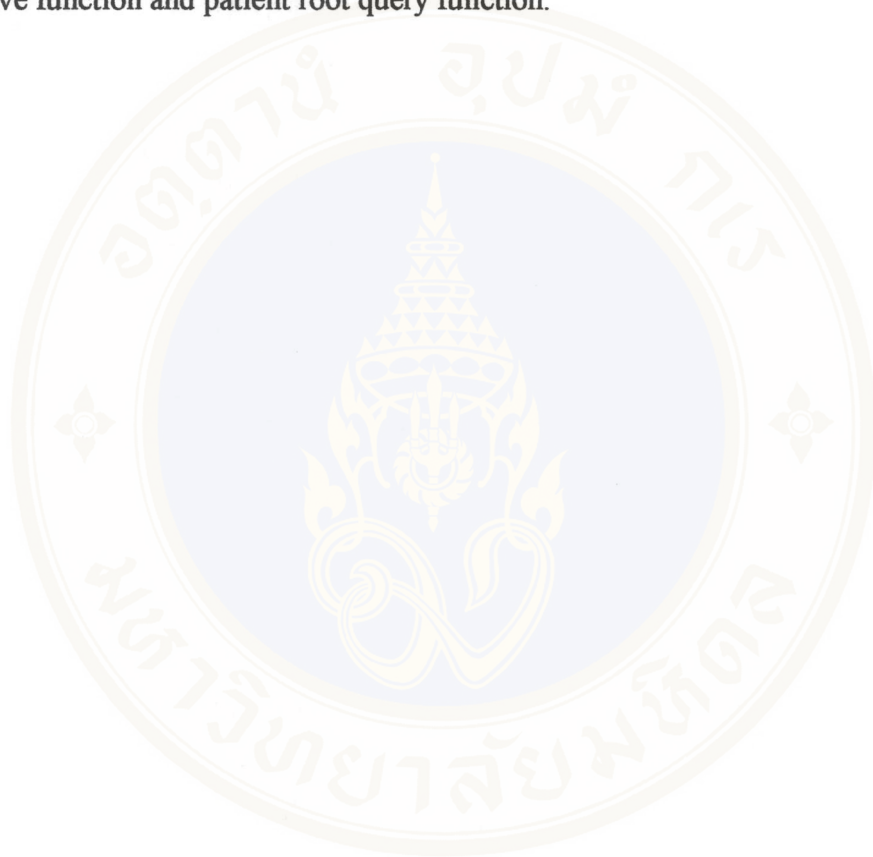 ve function and patient root query function.
อตฺตานํ อุปมํ กเร
มหาวิทยาลัยมหิดล